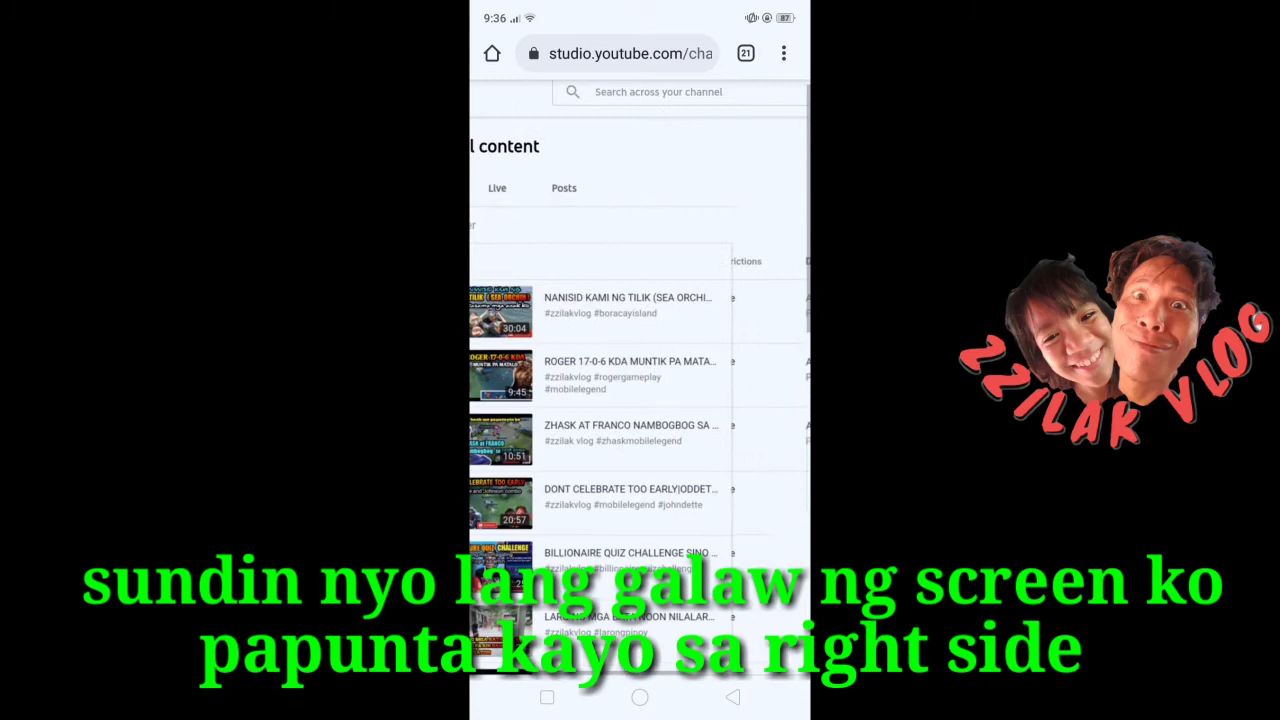 9:36
87
studio.youtube.com/cha
21
Search across your channel
l content
Live
Posts
er
rictions
D
NANISID KAMI NG TILIK (SEA ORCHI...
#zzilakvlog #boracayisland
30:04
e
ROGER 17-0-6 KDA MUNTIK PA MATA...
#zzilakvlog #rogergameplay
#mobilelegend
9:45
e
ZHASK AT FRANCO NAMBOGBOG SA ...
#zzilak vlog #zhaskmobilelegend
10:51
e
DONT CELEBRATE TOO EARLY|ODDET...
#zzilakvlog #mobilelegend #johndette
20:57
e
BILLIONAIRE QUIZ CHALLENGE SINO ...
sundin nyo lang galaw ng screen ko
papunta kayo sa right side
#zzilakvlog #larongpinoy
ZZILAK VLOG